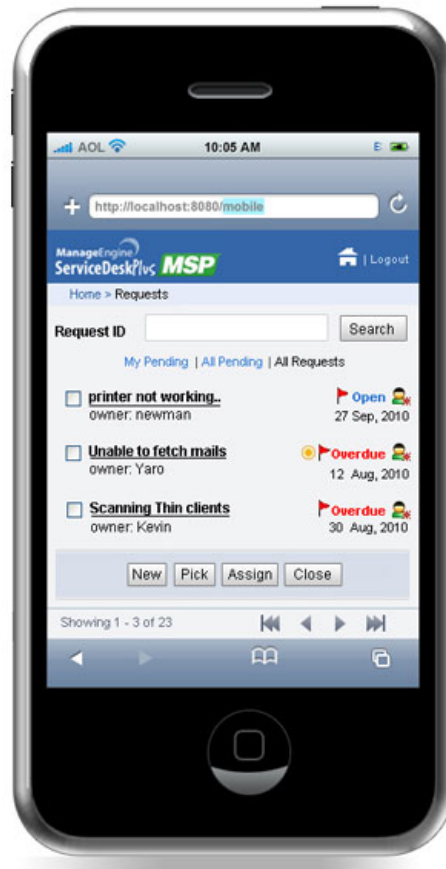 AOL 10:05 AM E
http://localhost:8080/mobile
ManageEngine
ServiceDeskPlus MSP | Logout
Home > Requests
Request ID Search
My Pending | All Pending | All Requests
printer not working.. Open
owner: newman 27 Sep, 2010
Unable to fetch mails Overdue
owner: Yaro 12 Aug, 2010
Scanning Thin clients Overdue
owner: Kevin 30 Aug, 2010
New Pick Assign Close
Showing 1 - 3 of 23